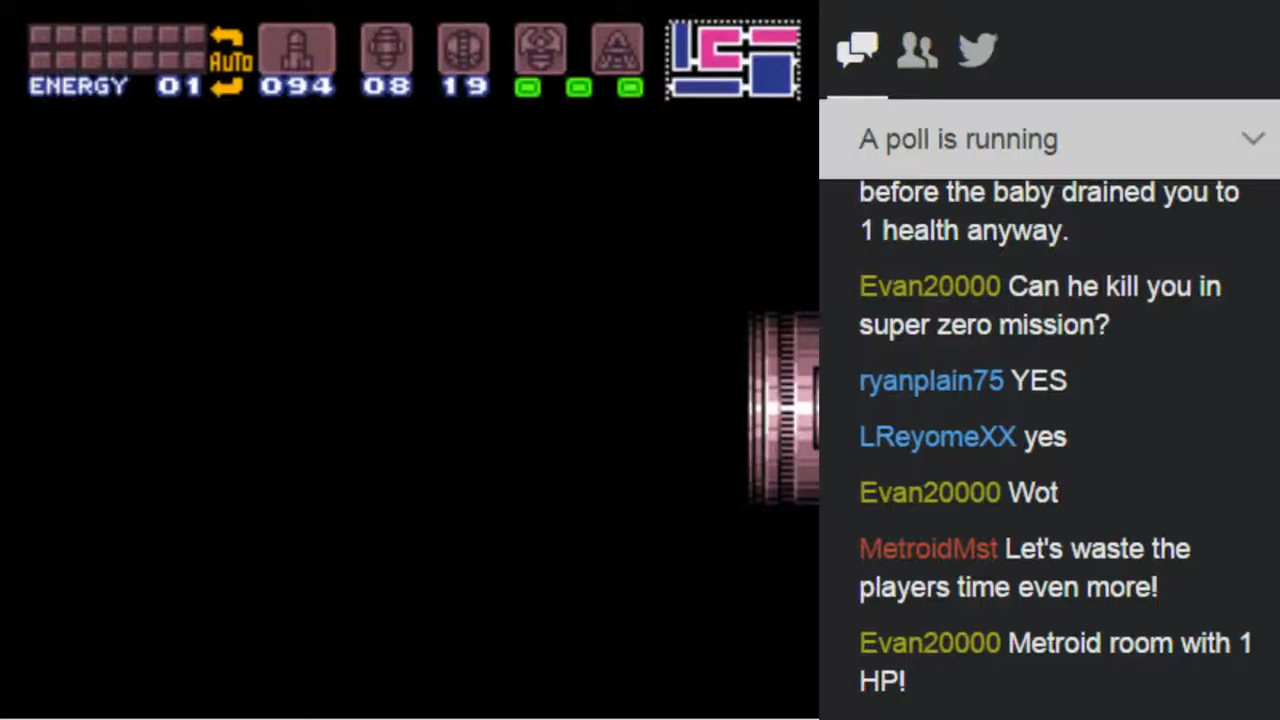 AUTO
ENERGY 01 094 08 19
A poll is running
before the baby drained you to
1 health anyway.
Evan20000 Can he kill you in
super zero mission?
ryanplain75 YES
LReyomeXX yes
Evan20000 Wot
MetroidMst Let's waste the
players time even more!
Evan20000 Metroid room with 1
HP!